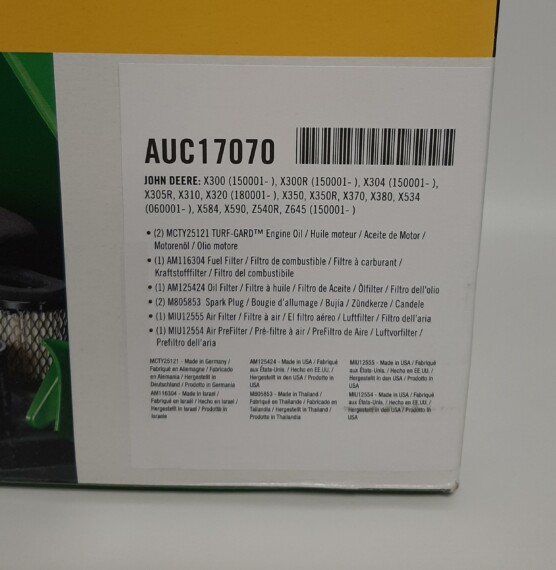 AUC17070
JOHN DEERE: X300 (150001- ), X300R (150001- ), X304 (150001- ),
X305R, X310, X320 (180001- ), X350, X350R, X370, X380, X534
(060001- ), X584, X590, Z540R, Z645 (150001- )
• (2) MCTY25121 TURF-GARD™ Engine Oil / Huile moteur / Aceite de Motor /
Motorenöl / Olio motore
• (1) AM116304 Fuel Filter / Filtro de combustible / Filtre à carburant /
Kraftstofffilter / Filtro del combustibile
• (1) AM125424 Oil Filter / Filtre à huile / Filtro de Aceite / Ölfilter / Filtro dell'olio
• (2) M805853 Spark Plug / Bougie d'allumage / Bujía / Zündkerze / Candele
• (1) MIU12555 Air Filter / Filtre à air / El filtro aéreo / Luftfilter / Filtro dell'aria
• (1) MIU12554 Air PreFilter / Pré-filtre à air / PreFiltro de Aire / Luftvorfilter /
Prefiltro dell'aria
MCTY25121 - Made in Germany /
Fabriqué en Allemagne / Fabricado
en Alemania / Hergestellt in
Deutschland / Produtto in Germania
AM116304 - Made in Israel /
Fabriqué en Israël / Hecho en Israel /
Hergestellt in Israel / Prodotto in
Israele
AM125424 - Made in USA / Fabriqué
aux États-Unis / Hecho en EE.UU. /
Hergestellt in den USA / Prodotto in
USA
M805853 - Made in Thailand /
Fabriqué en Thaïlande / Fabricado en
Tailandia / Hergestellt in Thailand /
Produtto in Thailandia
MIU12555 - Made in USA / Fabriqué
aux États-Unis. / Hecho en EE. UU. /
Hergestellt in den USA / Prodotto in
USA
MIU12554 - Made in USA / Fabriqué
aux États-Unis. / Hecho en EE. UU. /
Hergestellt in den USA / Prodotto in
USA